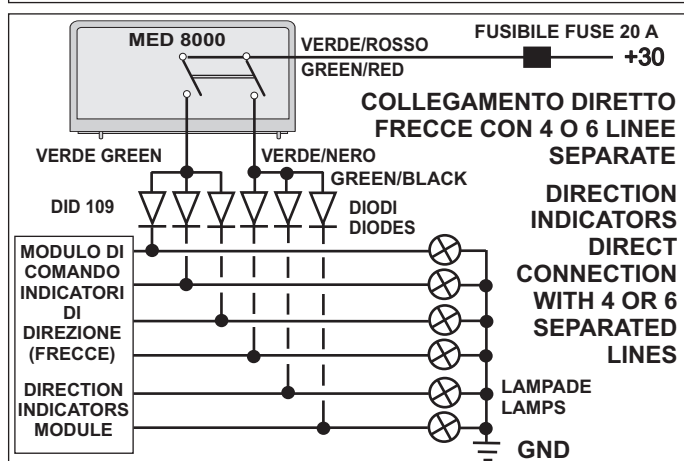 MED 8000
FUSIBILE FUSE 20 A
VERDE/ROSSO
GREEN/RED
+30
COLLEGAMENTO DIRETTO
FRECCE CON 4 O 6 LINEE
SEPARATE
VERDE GREEN
VERDE/NERO
GREEN/BLACK
DID 109
DIODI
DIODES
DIRECTION
INDICATORS
DIRECT
CONNECTION
WITH 4 OR 6
SEPARATED
LINES
MODULO DI
COMANDO
INDICATORI
DI
DIREZIONE
(FRECCE)
DIRECTION
INDICATORS
MODULE
LAMPADE
LAMPS
GND